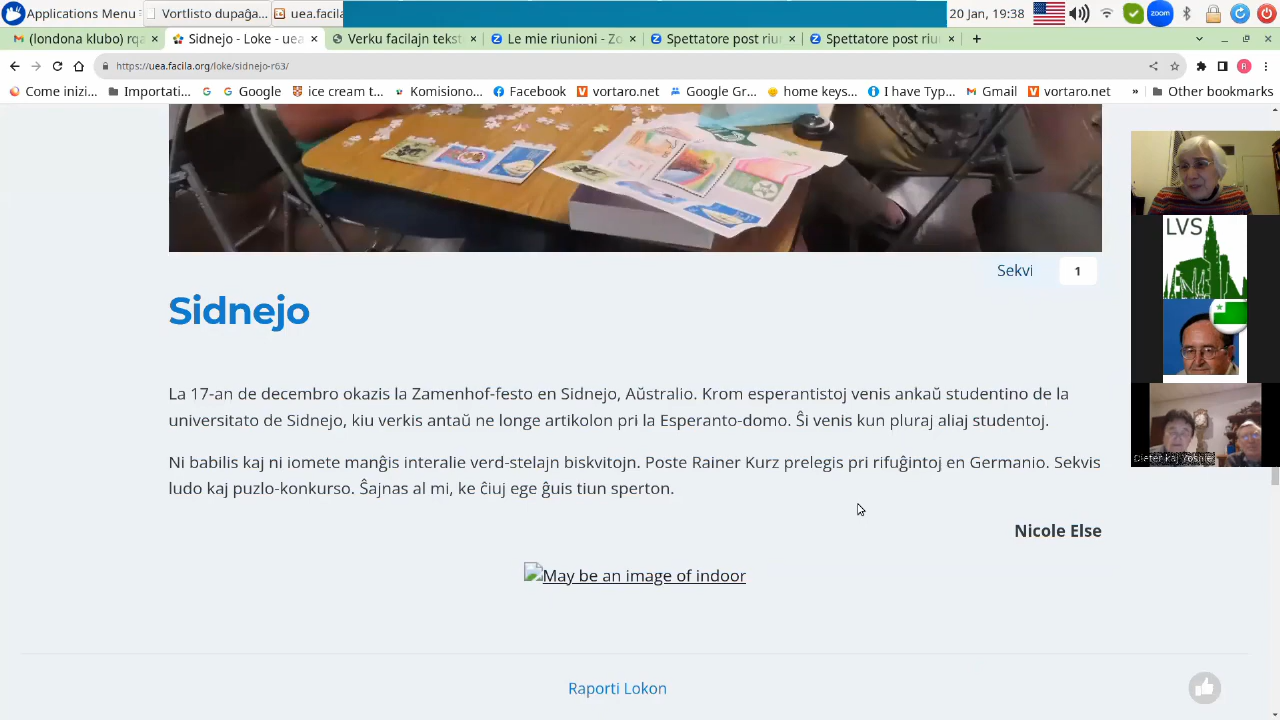 Applications Menu
Vortlisto dupaĝa...
uea.facila
20 Jan, 19:38
zoom
(londona klubo) rqa
Sidnejo - Loke - uea
Verku facilajn tekst
Le mie riunioni - Zo
Spettatore post riun
Spettatore post riun
https://uea.facila.org/loke/sidnejo-r63/
Come inizi...
Importati...
Google
ice cream t...
Komisiono...
Facebook
vortaro.net
Google Gr...
home keys...
I have Typ...
Gmail
vortaro.net
Other bookmarks
LVS
Sekvi 1
Sidnejo
La 17-an de decembro okazis la Zamenhof-festo en Sidnejo, Aŭstralio. Krom esperantistoj venis ankaŭ studentino de la
universitato de Sidnejo, kiu verkis antaŭ ne longe artikolon pri la Esperanto-domo. Ŝi venis kun pluraj aliaj studentoj.
Dieter kaj Yoshie
Ni babilis kaj ni iomete manĝis interalie verd-stelajn biskvitojn. Poste Rainer Kurz prelegis pri rifuĝintoj en Germanio. Sekvis
ludo kaj puzlo-konkurso. Ŝajnas al mi, ke ĉiuj ege ĝuis tiun sperton.
Nicole Else
May be an image of indoor
Raporti Lokon